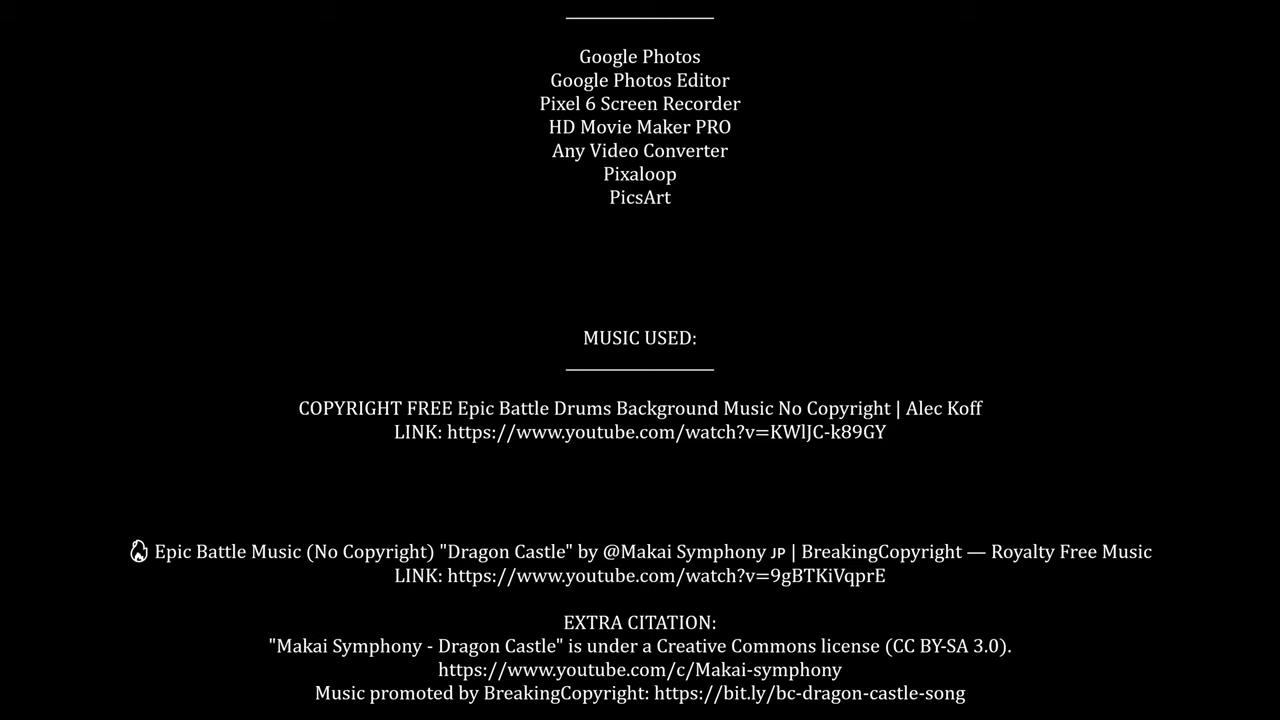 Google Photos
Google Photos Editor
Pixel 6 Screen Recorder
HD Movie Maker PRO
Any Video Converter
Pixaloop
PicsArt
MUSIC USED:
COPYRIGHT FREE Epic Battle Drums Background Music No Copyright | Alec Koff
LINK: https://www.youtube.com/watch?v=KWlJC-k89GY
🔥 Epic Battle Music (No Copyright) "Dragon Castle" by @Makai Symphony 🇯🇵 | BreakingCopyright — Royalty Free Music
LINK: https://www.youtube.com/watch?v=9gBTKiVqprE
EXTRA CITATION:
"Makai Symphony - Dragon Castle" is under a Creative Commons license (CC BY-SA 3.0).
https://www.youtube.com/c/Makai-symphony
Music promoted by BreakingCopyright: https://bit.ly/bc-dragon-castle-song